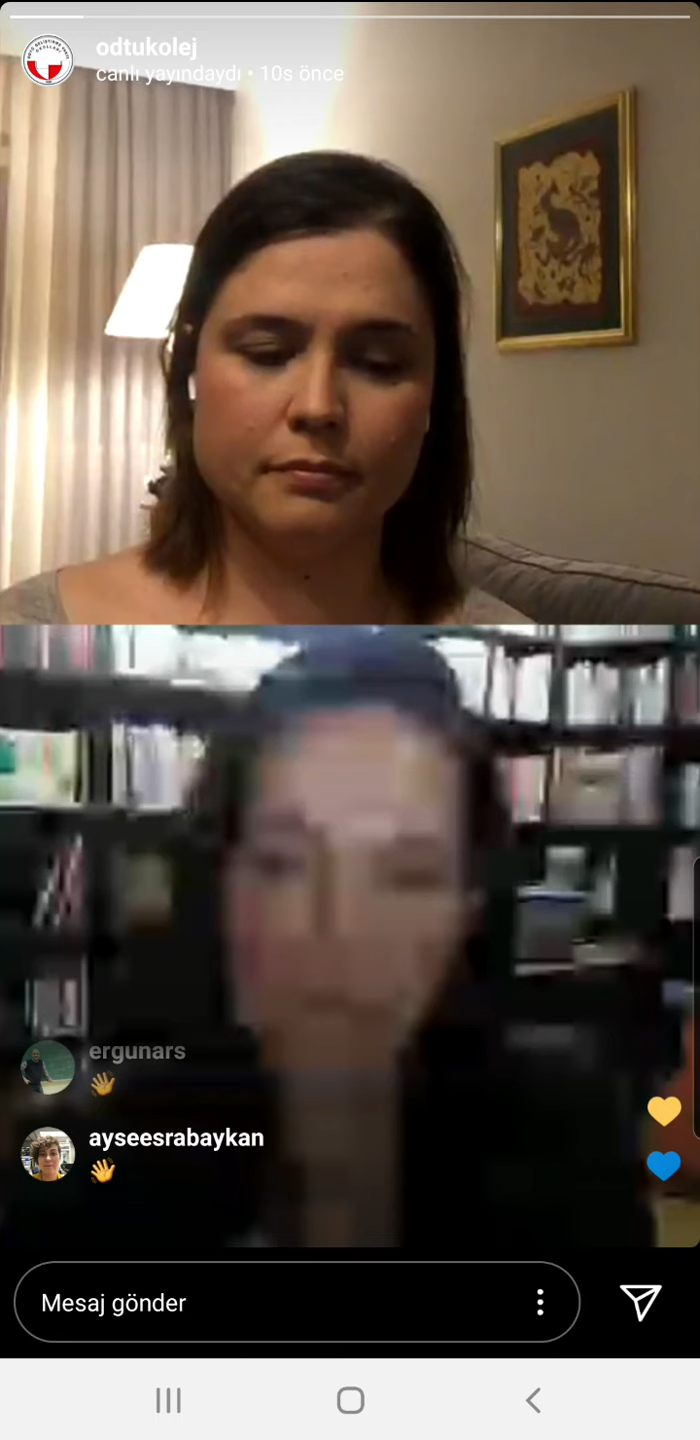 odtukolej
canlı yayındaydı • 10s önce
ergunars
👋
ayseesrabaykan
👋
Mesaj gönder